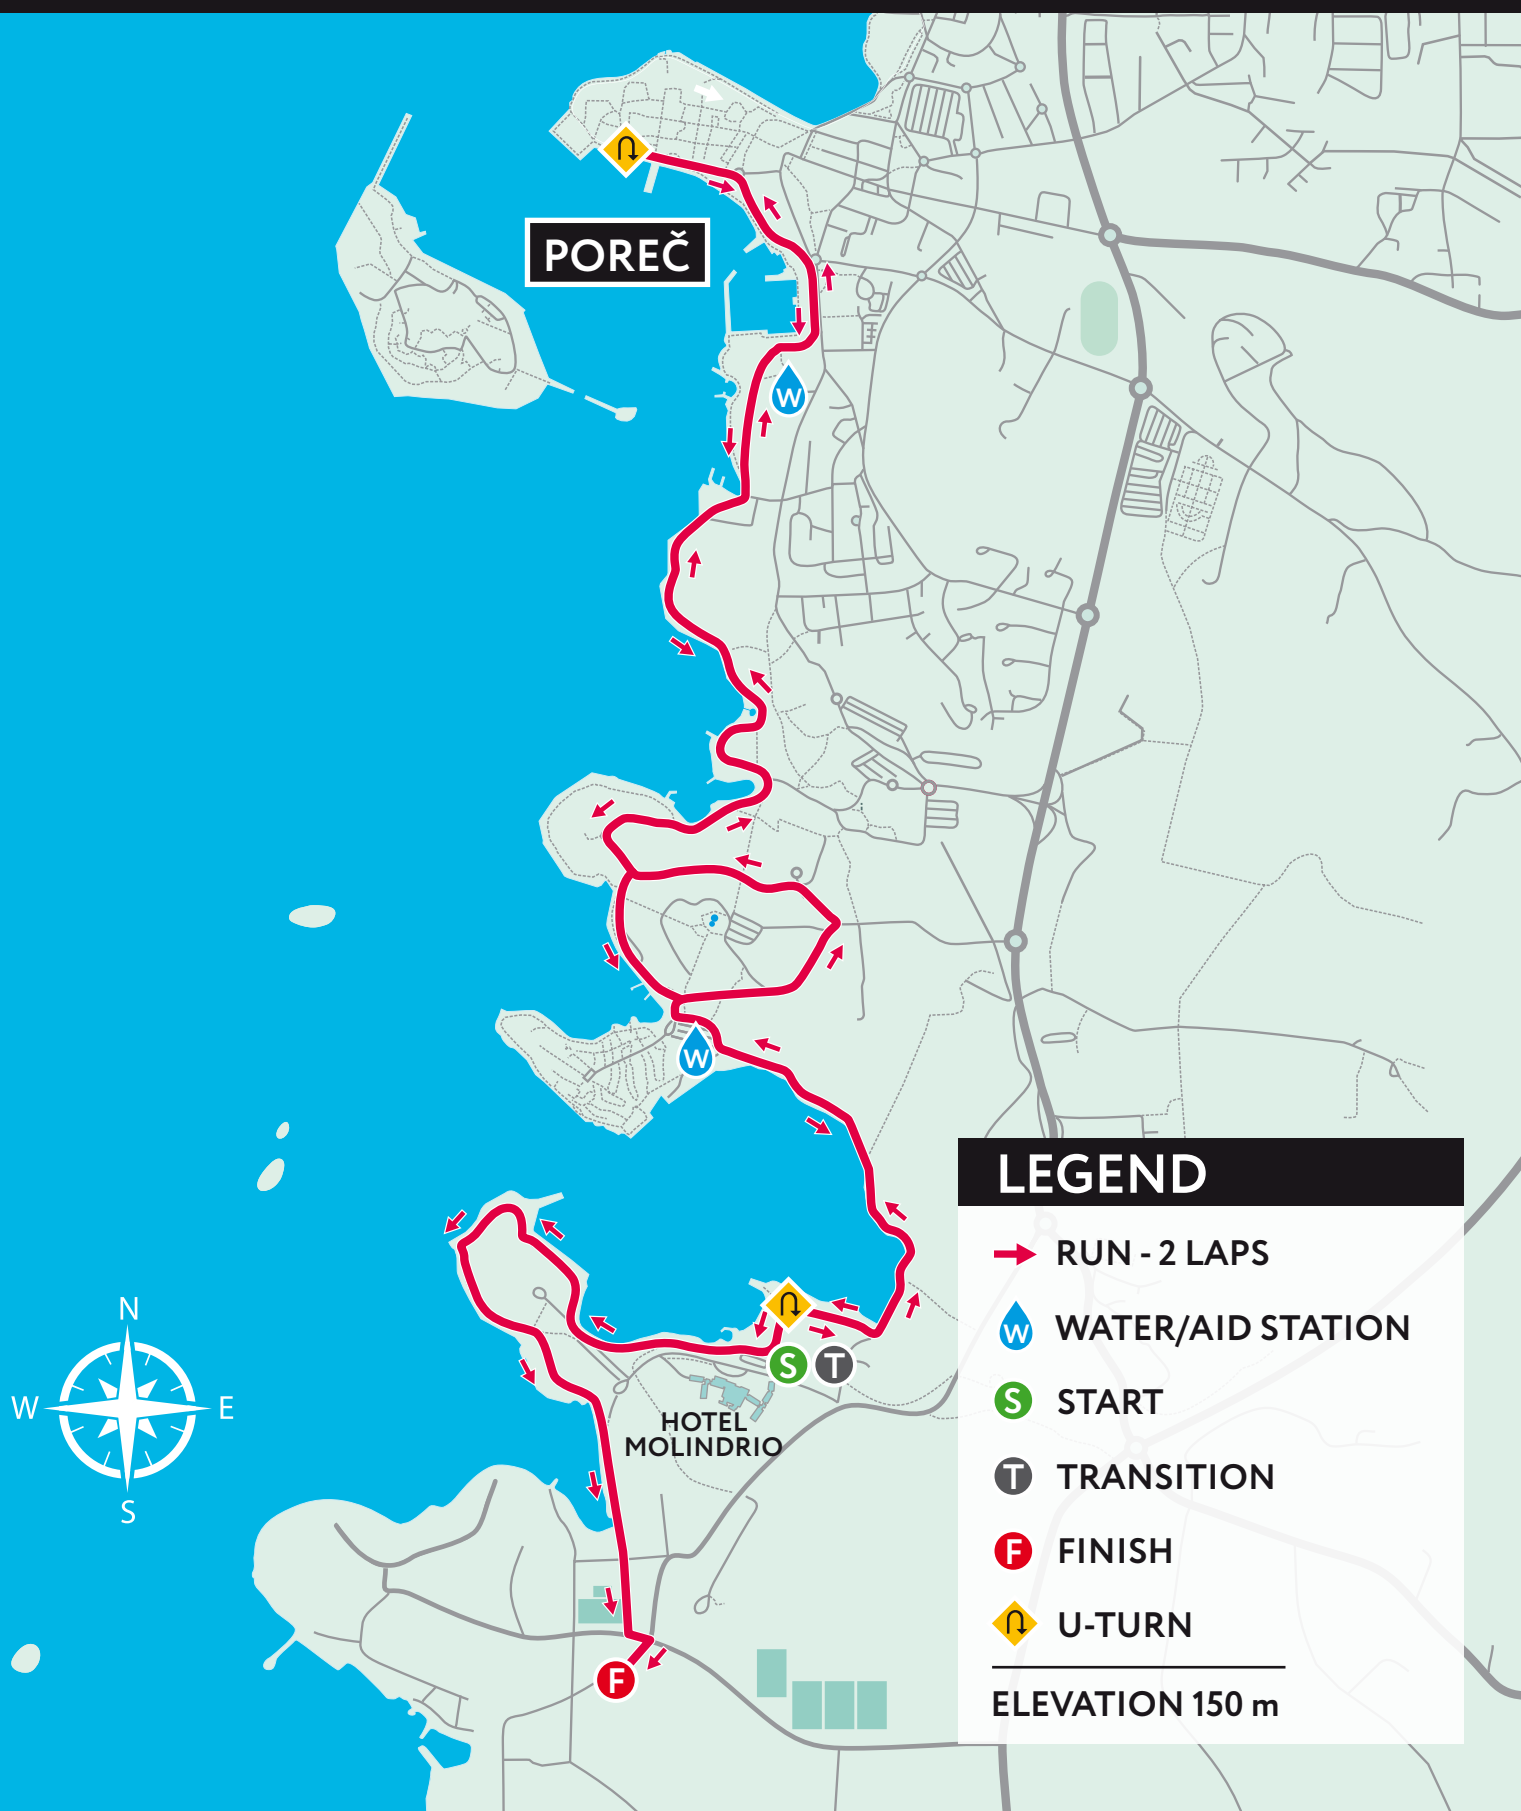 POREČ
W
W
S T
HOTEL
MOLINDRIO
N
W E
S
F
LEGEND
RUN - 2 LAPS
W WATER/AID STATION
S START
T TRANSITION
F FINISH
U-TURN
ELEVATION 150 m